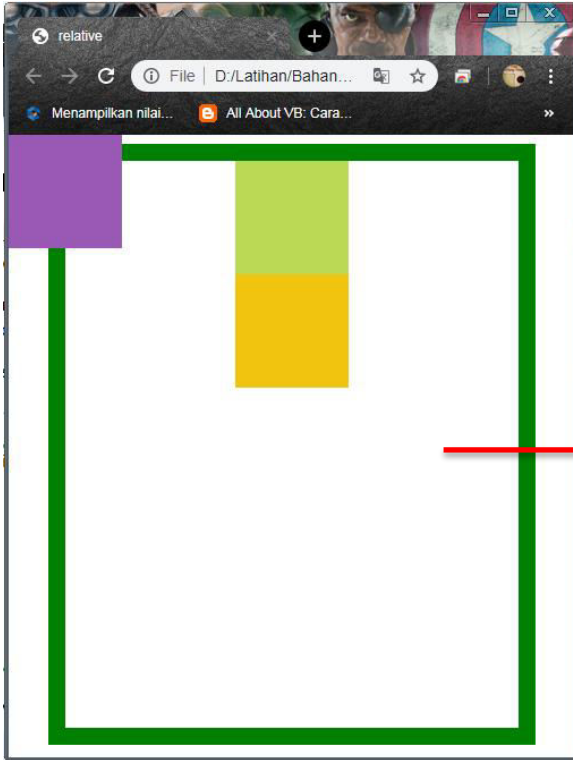 relative
File D:/Latihan/Bahan...
Menampilkan nilai... All About VB: Cara... »